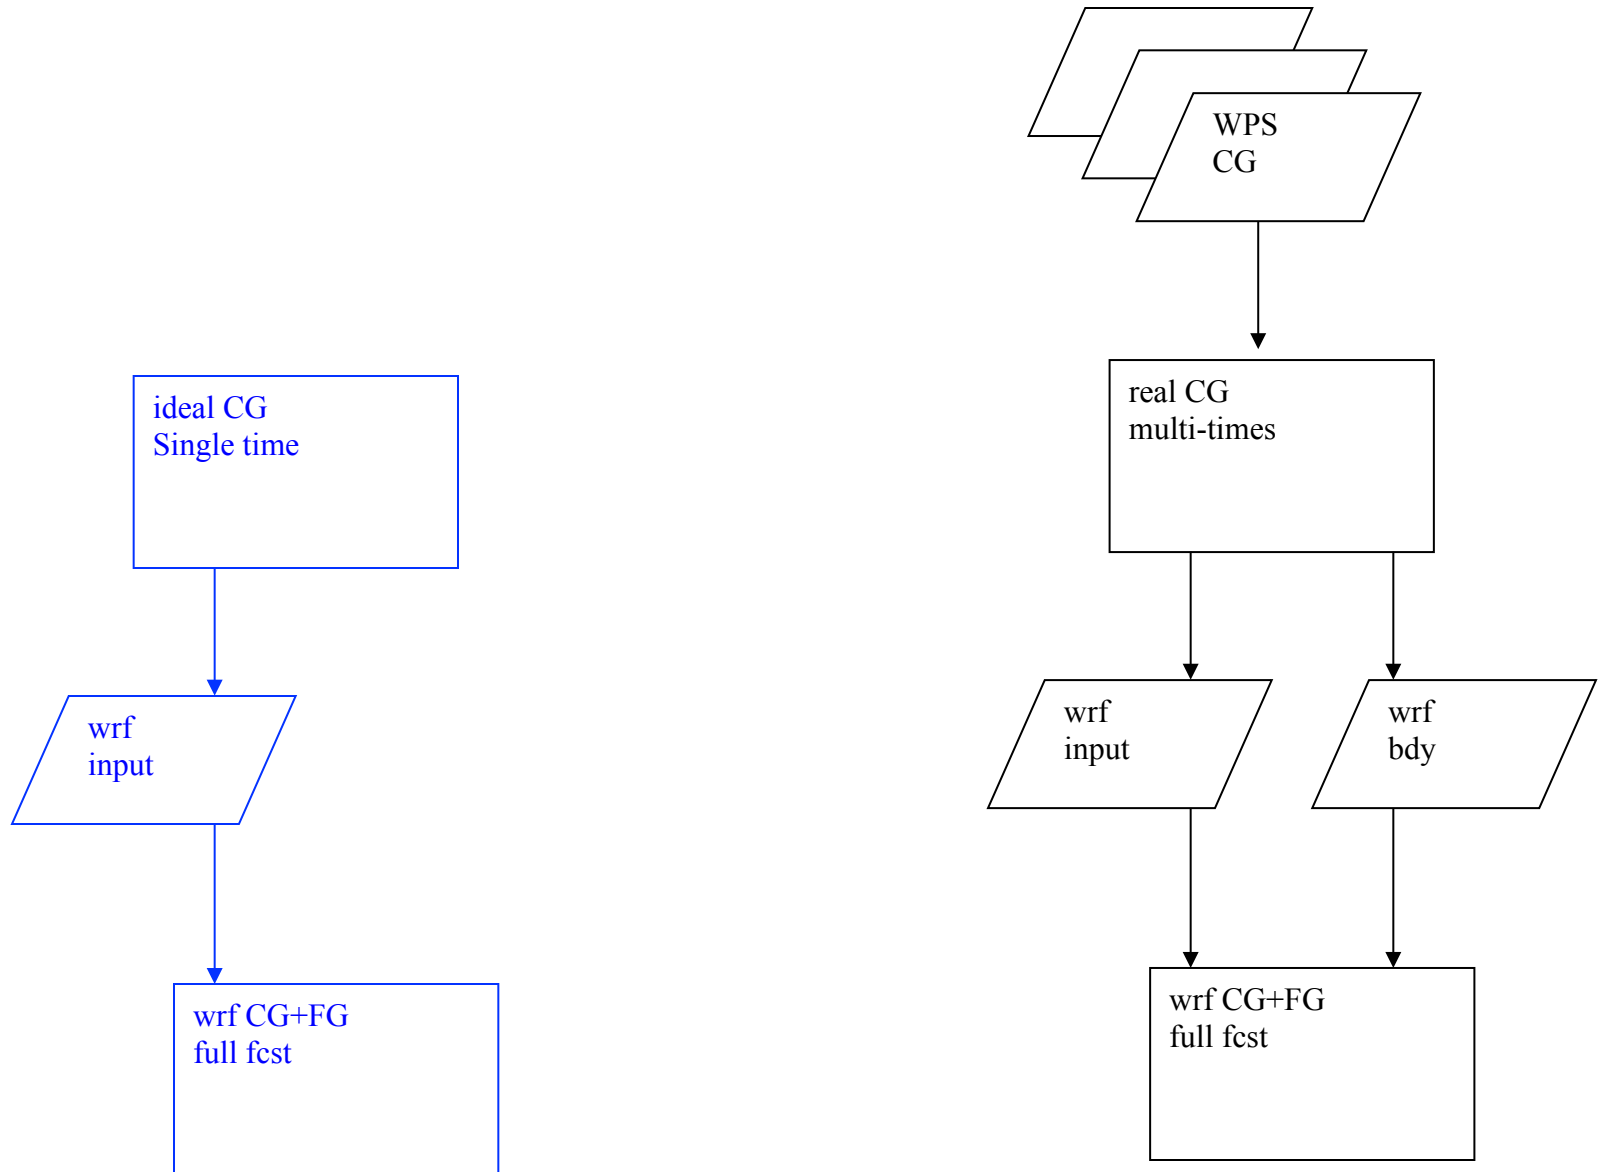 WPS
CG
ideal CG
Single time
real CG
multi-times
wrf
input
wrf
input
wrf
bdy
wrf CG+FG
full fcst
wrf CG+FG
full fcst